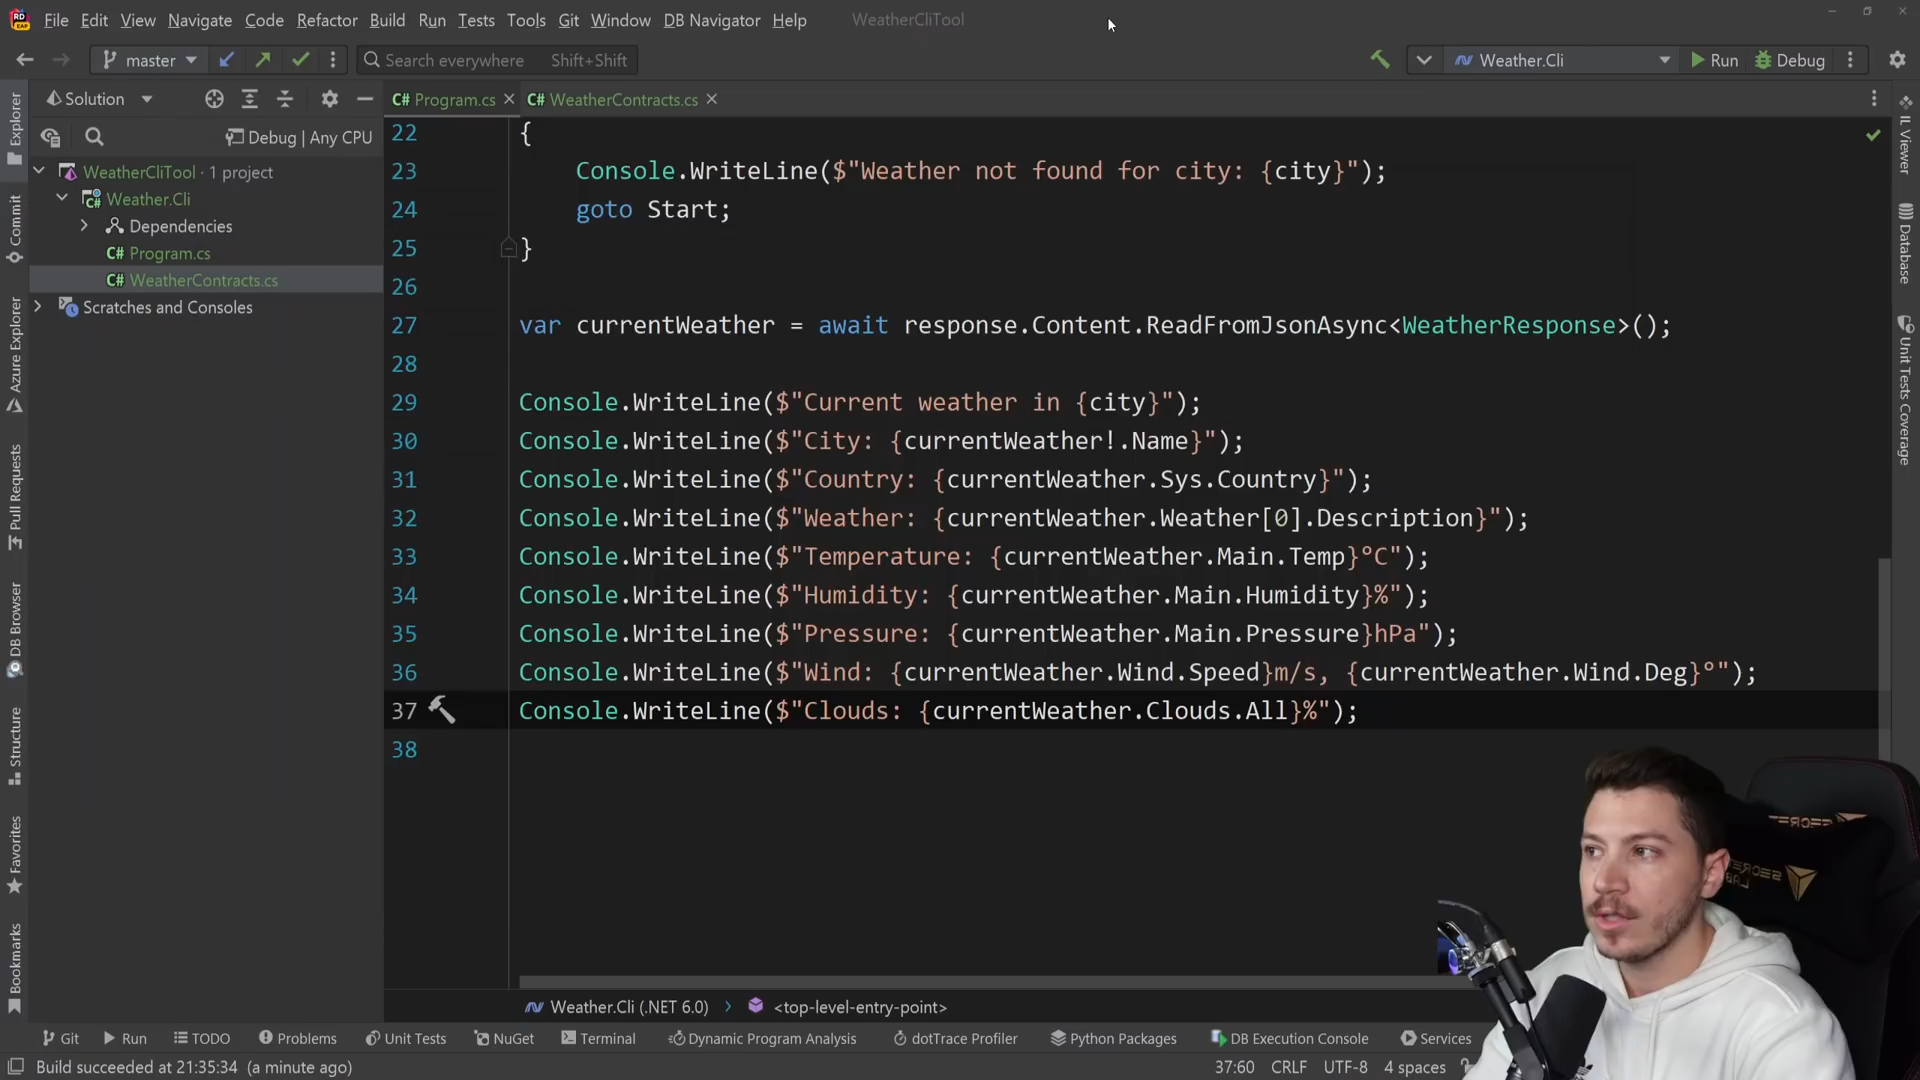 File Edit View Navigate Code Refactor Build Run Tests Tools Git Window DB Navigator Help WeatherCliTool
master Search everywhere Shift+Shift Weather.Cli Run Debug
Solution
Debug | Any CPU
WeatherCliTool · 1 project
Weather.Cli
Dependencies
C# Program.cs
C# WeatherContracts.cs
Scratches and Consoles
Explorer
Commit
Azure Explorer
Pull Requests
DB Browser
Structure
Favorites
Bookmarks
C# Program.cs C# WeatherContracts.cs
22 {
23 Console.WriteLine($"Weather not found for city: {city}");
24 goto Start;
25 }
26
27 var currentWeather = await response.Content.ReadFromJsonAsync<WeatherResponse>();
28
29 Console.WriteLine($"Current weather in {city}");
30 Console.WriteLine($"City: {currentWeather!.Name}");
31 Console.WriteLine($"Country: {currentWeather.Sys.Country}");
32 Console.WriteLine($"Weather: {currentWeather.Weather[0].Description}");
33 Console.WriteLine($"Temperature: {currentWeather.Main.Temp}°C");
34 Console.WriteLine($"Humidity: {currentWeather.Main.Humidity}%");
35 Console.WriteLine($"Pressure: {currentWeather.Main.Pressure}hPa");
36 Console.WriteLine($"Wind: {currentWeather.Wind.Speed}m/s, {currentWeather.Wind.Deg}°");
37 Console.WriteLine($"Clouds: {currentWeather.Clouds.All}%");
38
IL Viewer
Database
Unit Tests Coverage
Weather.Cli (.NET 6.0) <top-level-entry-point>
Git Run TODO Problems Unit Tests NuGet Terminal Dynamic Program Analysis dotTrace Profiler Python Packages DB Execution Console Services
Build succeeded at 21:35:34 (a minute ago) 37:60 CRLF UTF-8 4 spaces